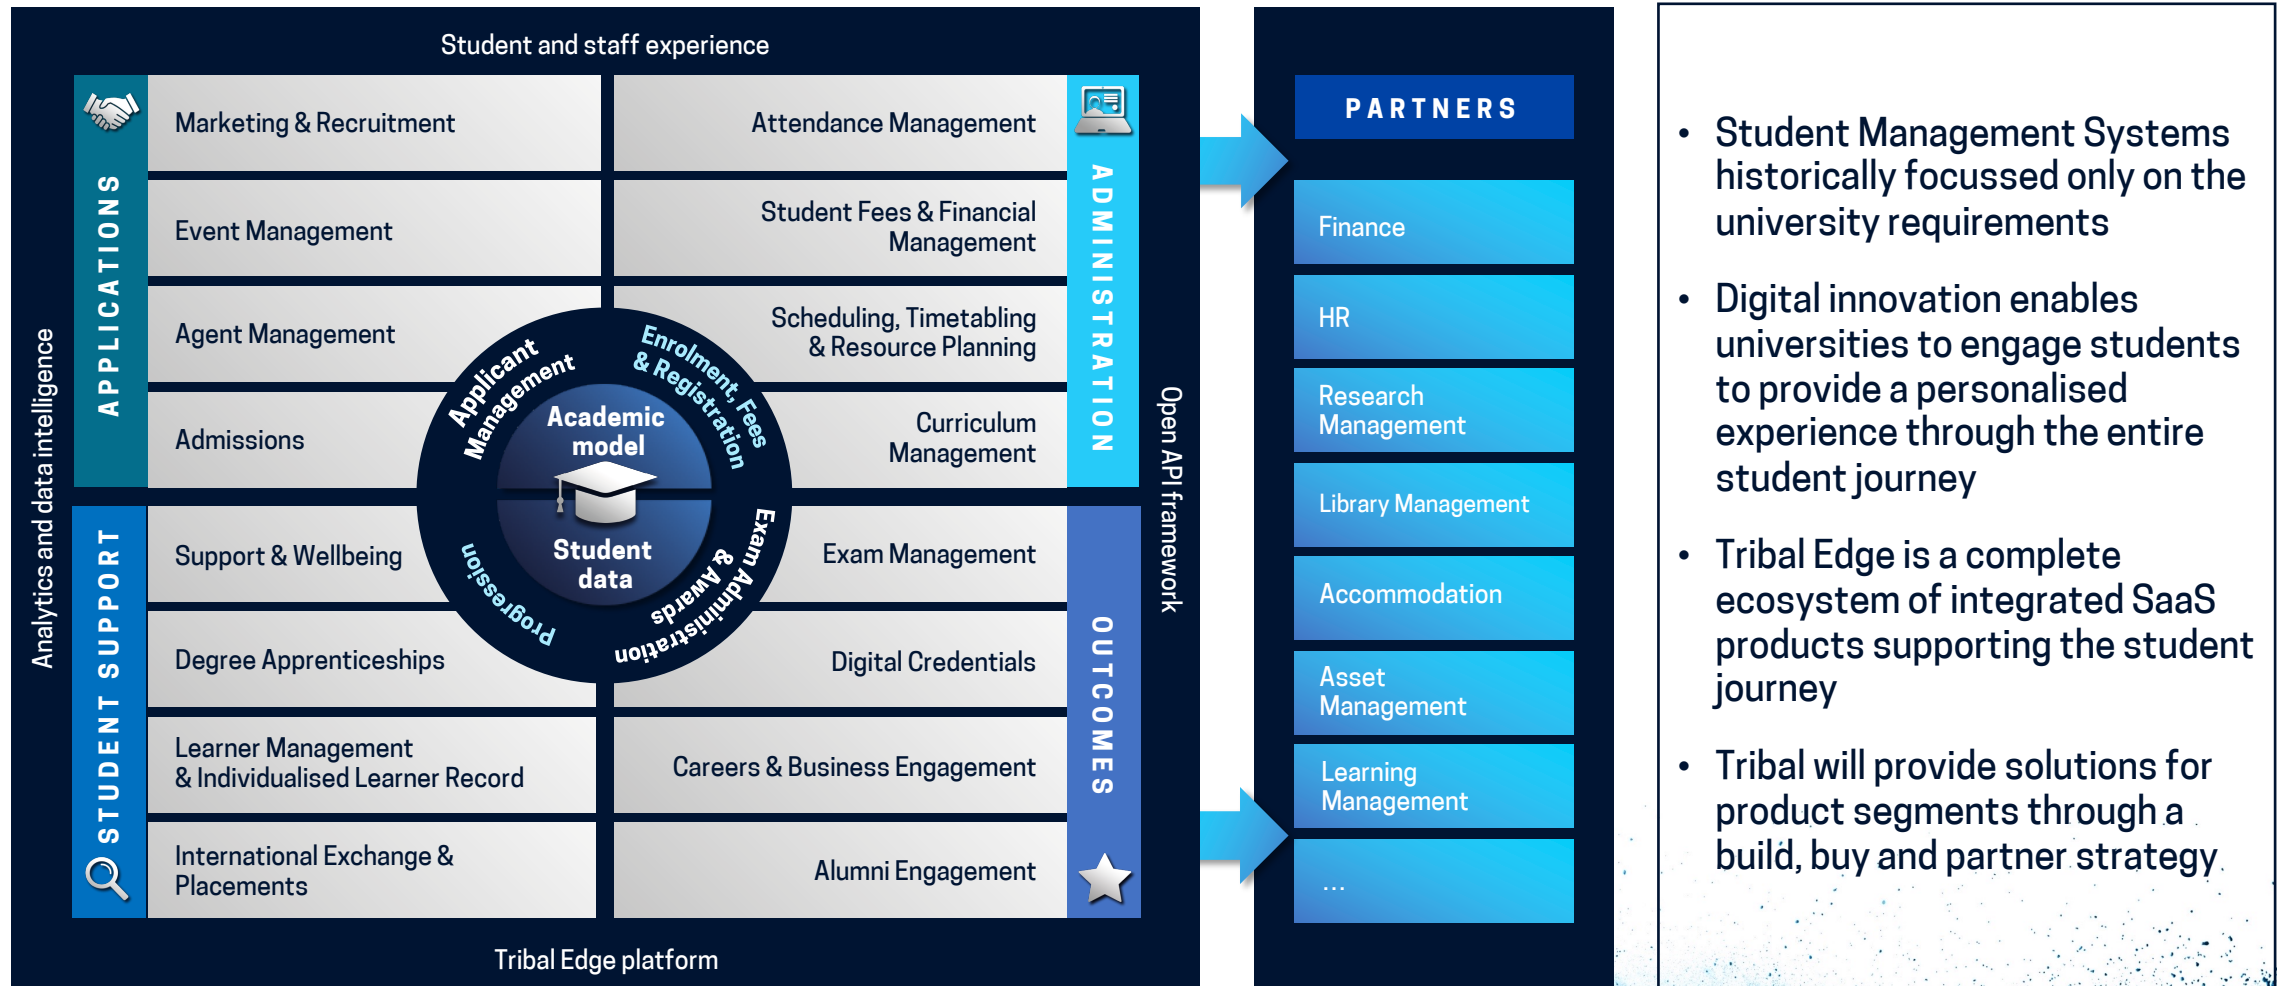 Student and staff experience
Analytics and data intelligence
APPLICATIONS
Marketing & Recruitment
Event Management
Agent Management
Admissions
Attendance Management
Student Fees & Financial
Management
Scheduling, Timetabling
& Resource Planning
Curriculum
Management
ADMINISTRATION
Applicant
Management
Enrolment, Fees
& Registration
Academic
model
Student
data
Progression
Exam Administration
& Awards
STUDENT SUPPORT
Support & Wellbeing
Degree Apprenticeships
Learner Management
& Individualised Learner Record
International Exchange &
Placements
Exam Management
Digital Credentials
Careers & Business Engagement
Alumni Engagement
OUTCOMES
Open API framework
Tribal Edge platform
PARTNERS
Finance
HR
Research
Management
Library Management
Accommodation
Asset
Management
Learning
Management
...
• Student Management Systems
historically focussed only on the
university requirements
• Digital innovation enables
universities to engage students
to provide a personalised
experience through the entire
student journey
• Tribal Edge is a complete
ecosystem of integrated SaaS
products supporting the student
journey
• Tribal will provide solutions for
product segments through a
build, buy and partner strategy